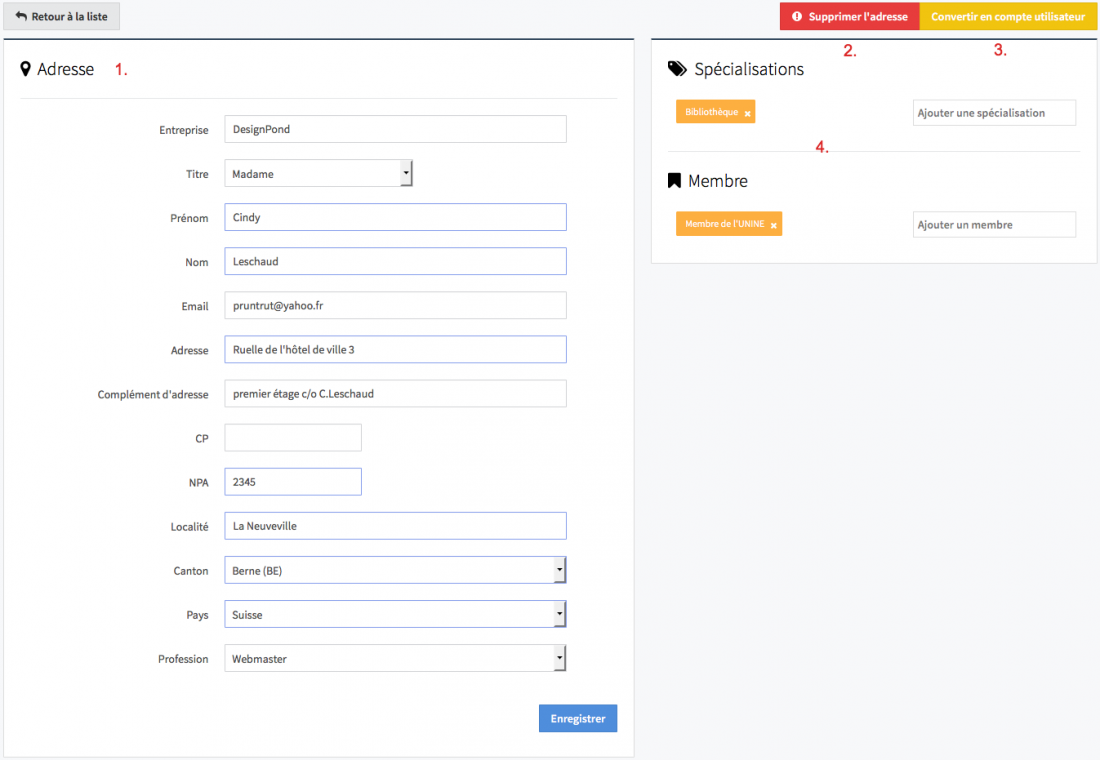 Retour à la liste
Supprimer l'adresse
Convertir en compte utilisateur
Adresse 1.
Entreprise DesignPond
Titre Madame
Prénom Cindy
Nom Leschaud
Email pruntrut@yahoo.fr
Adresse Ruelle de l'hôtel de ville 3
Complément d'adresse premier étage c/o C.Leschaud
CP
NPA 2345
Localité La Neuveville
Canton Berne (BE)
Pays Suisse
Profession Webmaster
Enregistrer
2. 3.
Spécialisations
Bibliothèque x Ajouter une spécialisation
4.
Membre
Membre de l'UNINE x Ajouter un membre